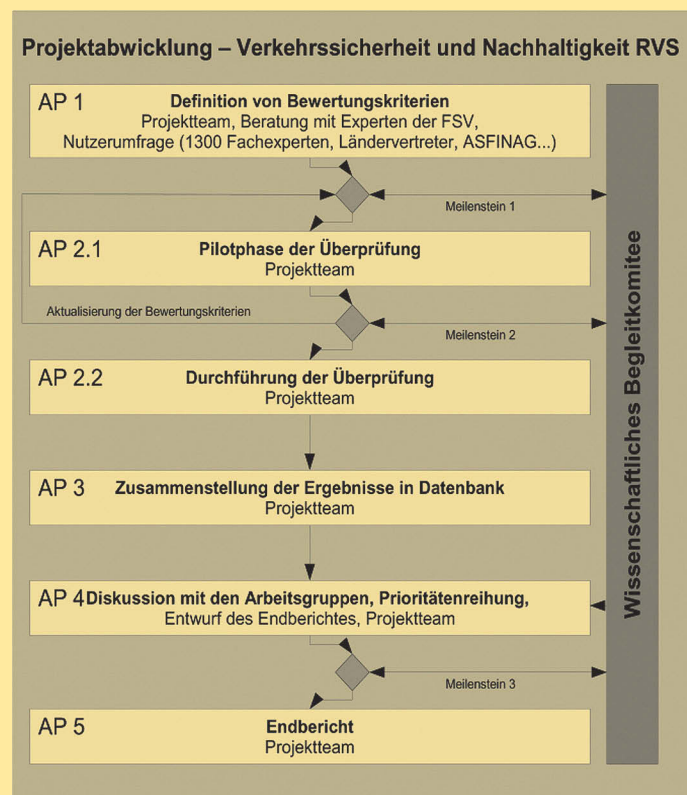 Projektabwicklung – Verkehrssicherheit und Nachhaltigkeit RVS
AP 1
Definition von Bewertungskriterien
Projektteam, Beratung mit Experten der FSV,
Nutzerumfrage (1300 Fachexperten, Ländervertreter, ASFINAG...)
Meilenstein 1
AP 2.1
Pilotphase der Überprüfung
Projektteam
Aktualisierung der Bewertungskriterien
Meilenstein 2
AP 2.2
Durchführung der Überprüfung
Projektteam
AP 3
Zusammenstellung der Ergebnisse in Datenbank
Projektteam
AP 4
Diskussion mit den Arbeitsgruppen, Prioritätenreihung,
Entwurf des Endberichtes, Projektteam
Meilenstein 3
AP 5
Endbericht
Projektteam
Wissenschaftliches Begleitkomitee